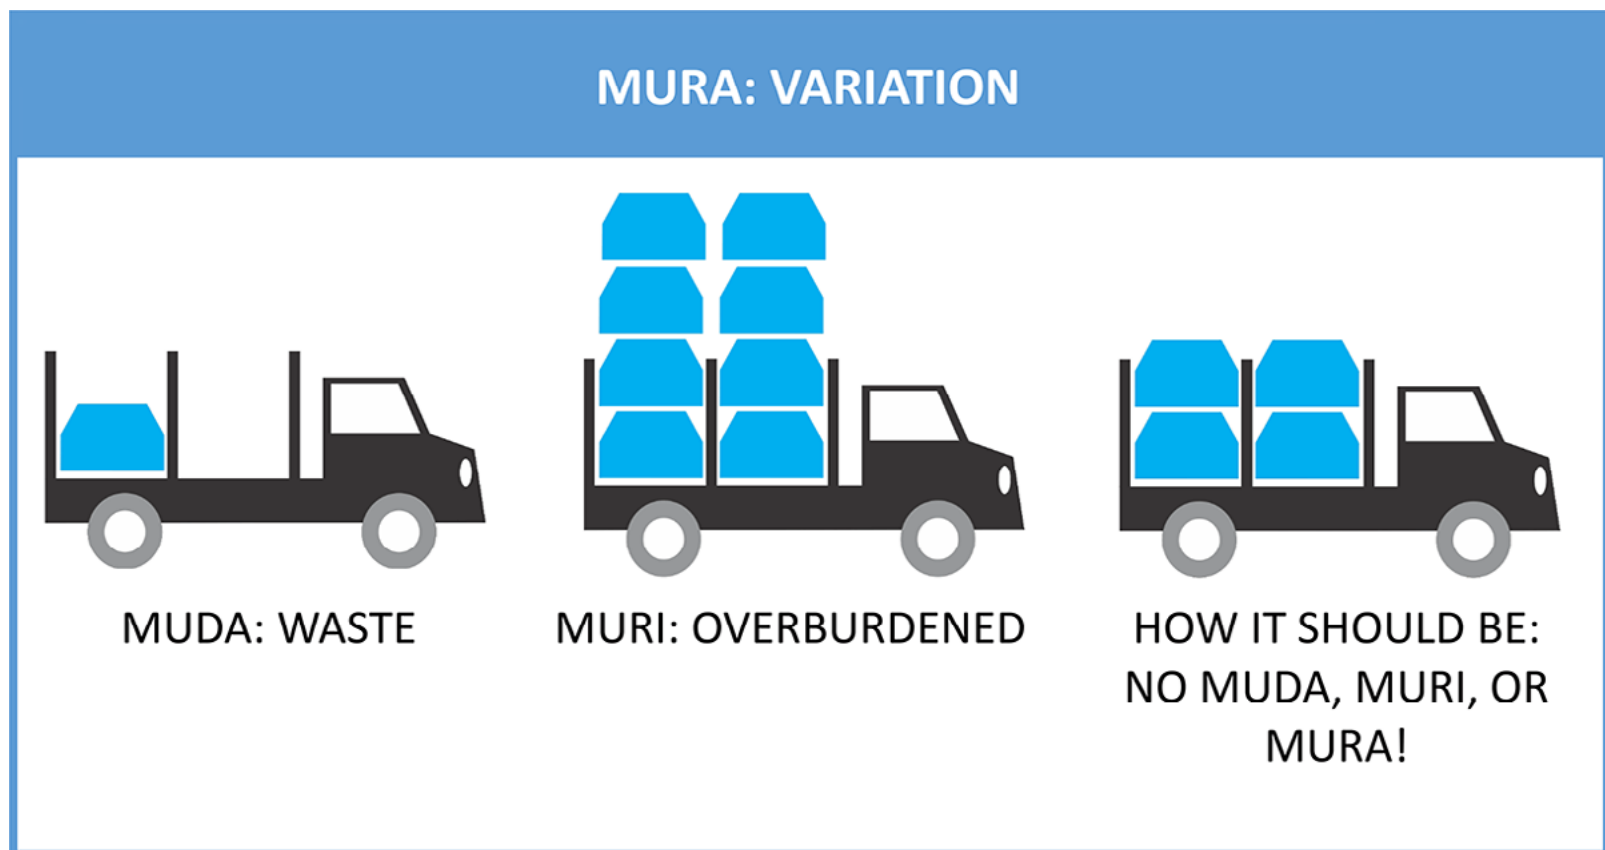 MURA: VARIATION
MUDA: WASTE
MURI: OVERBURDENED
HOW IT SHOULD BE:
NO MUDA, MURI, OR
MURA!